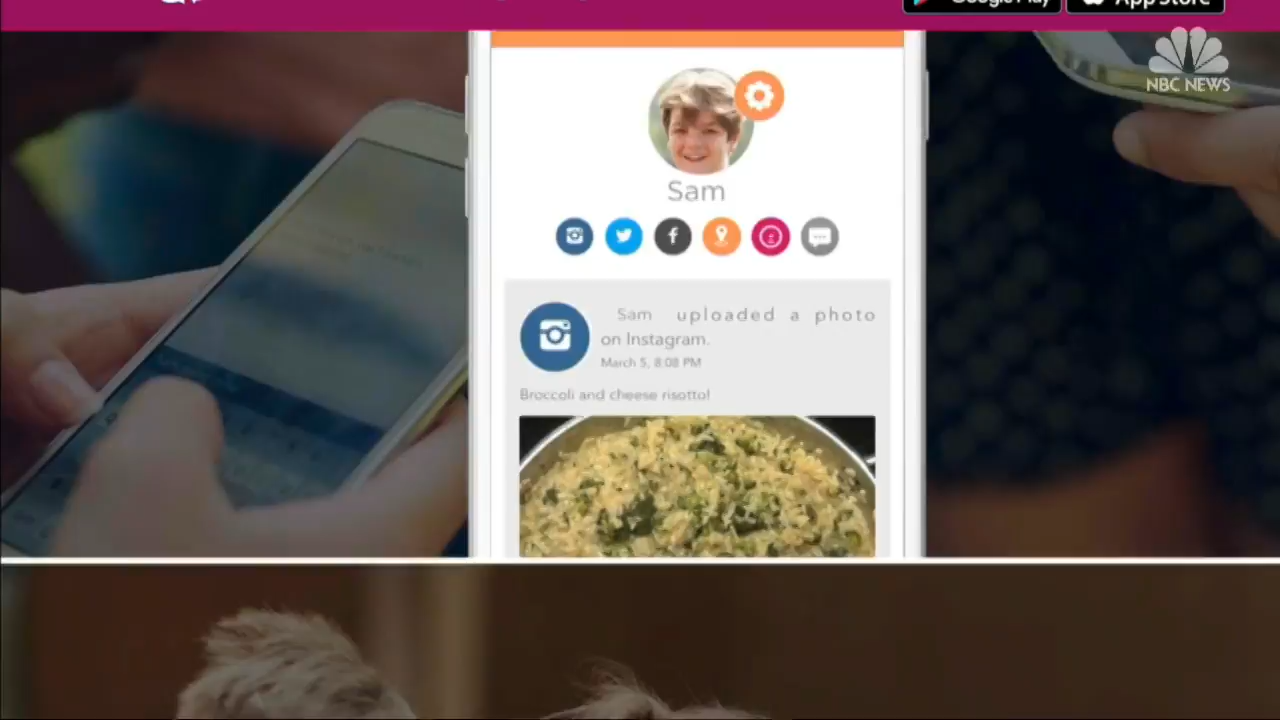 Google Play
App Store
NBC NEWS
Sam
Sam uploaded a photo
on Instagram.
March 5, 8:08 PM
Broccoli and cheese risotto!